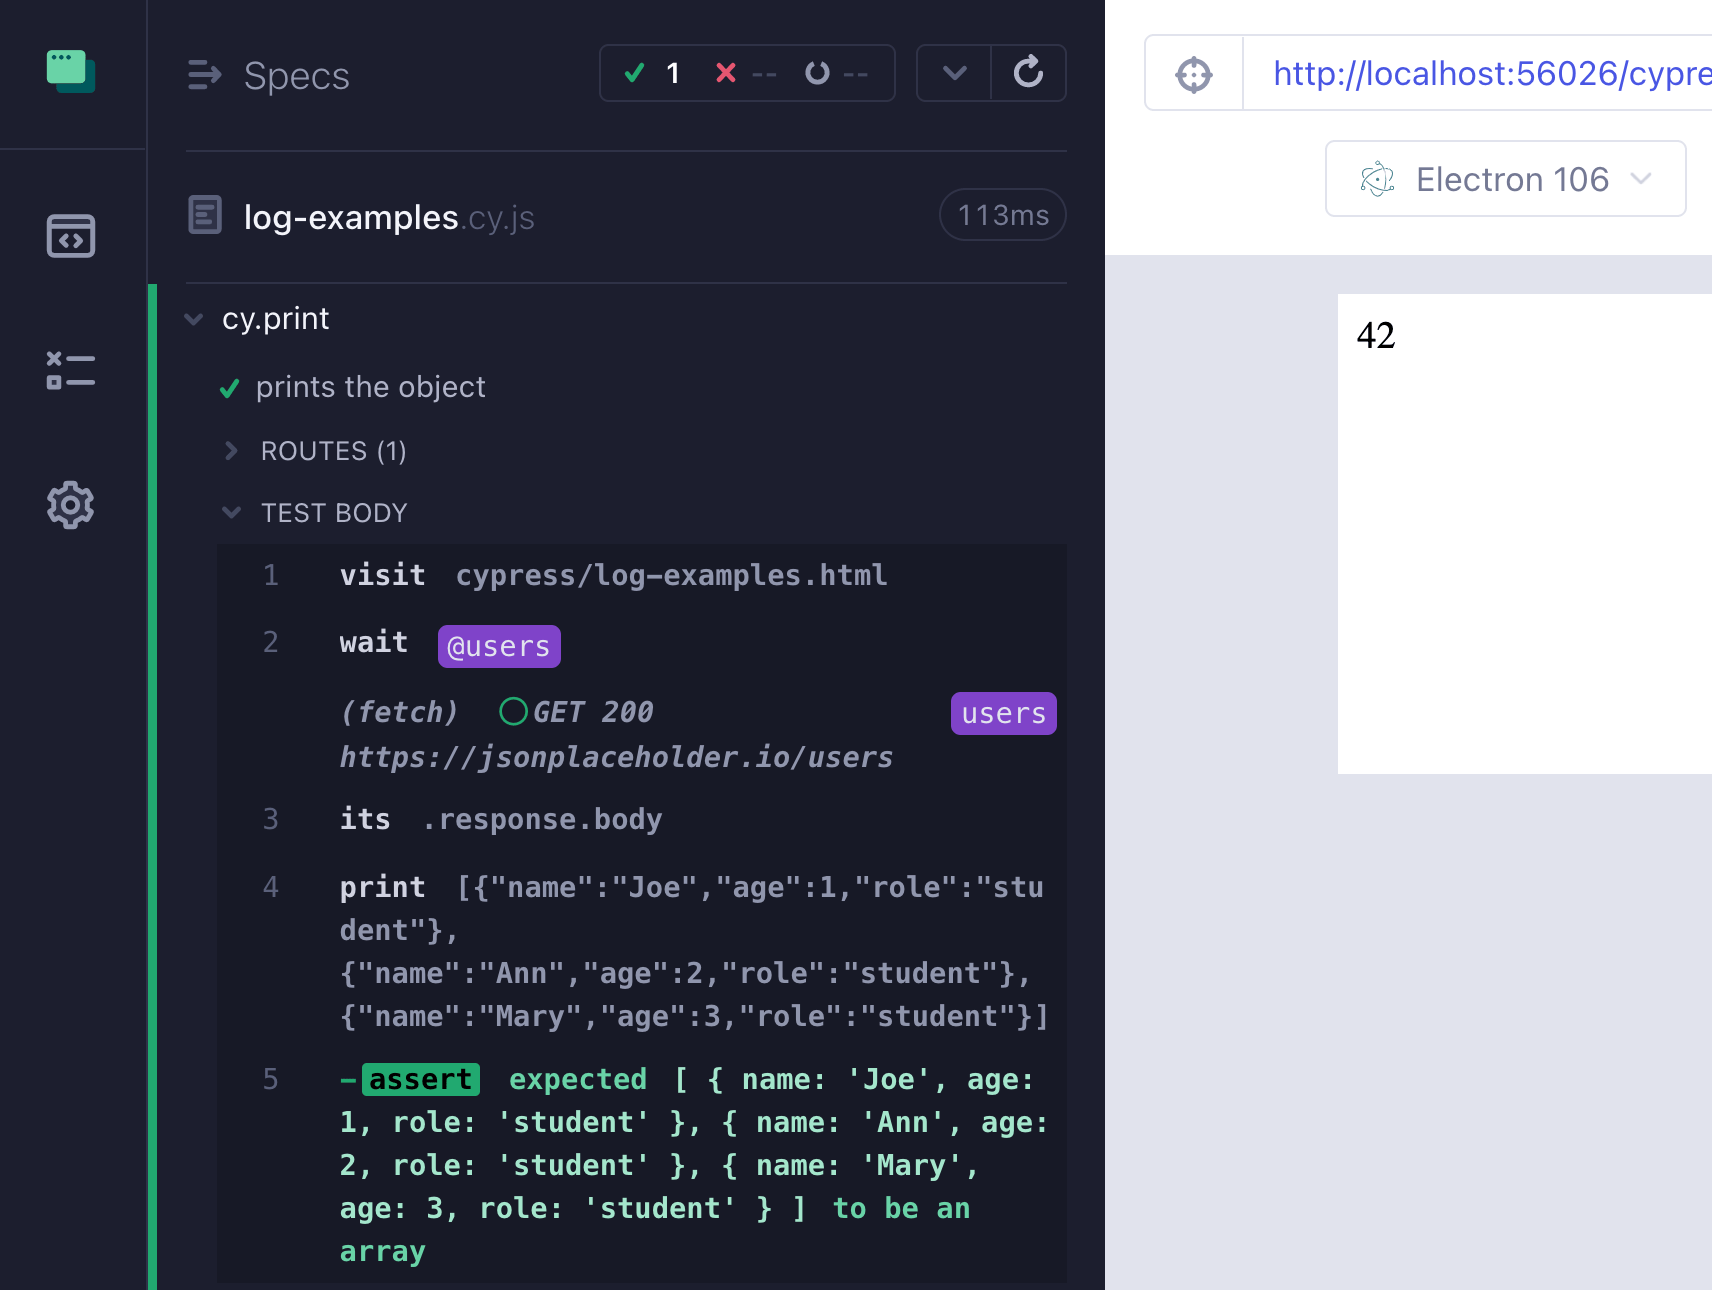 Specs
1 -- --
log-examples.cy.js
113ms
cy.print
prints the object
ROUTES (1)
TEST BODY
1 visit cypress/log-examples.html
2 wait @users
(fetch) GET 200 users
https://jsonplaceholder.io/users
3 its .response.body
4 print [{"name":"Joe","age":1,"role":"stu
dent"},
{"name":"Ann","age":2,"role":"student"},
{"name":"Mary","age":3,"role":"student"}]
5 -assert expected [ { name: 'Joe', age:
1, role: 'student' }, { name: 'Ann', age:
2, role: 'student' }, { name: 'Mary',
age: 3, role: 'student' } ] to be an
array
http://localhost:56026/cypre
Electron 106
42